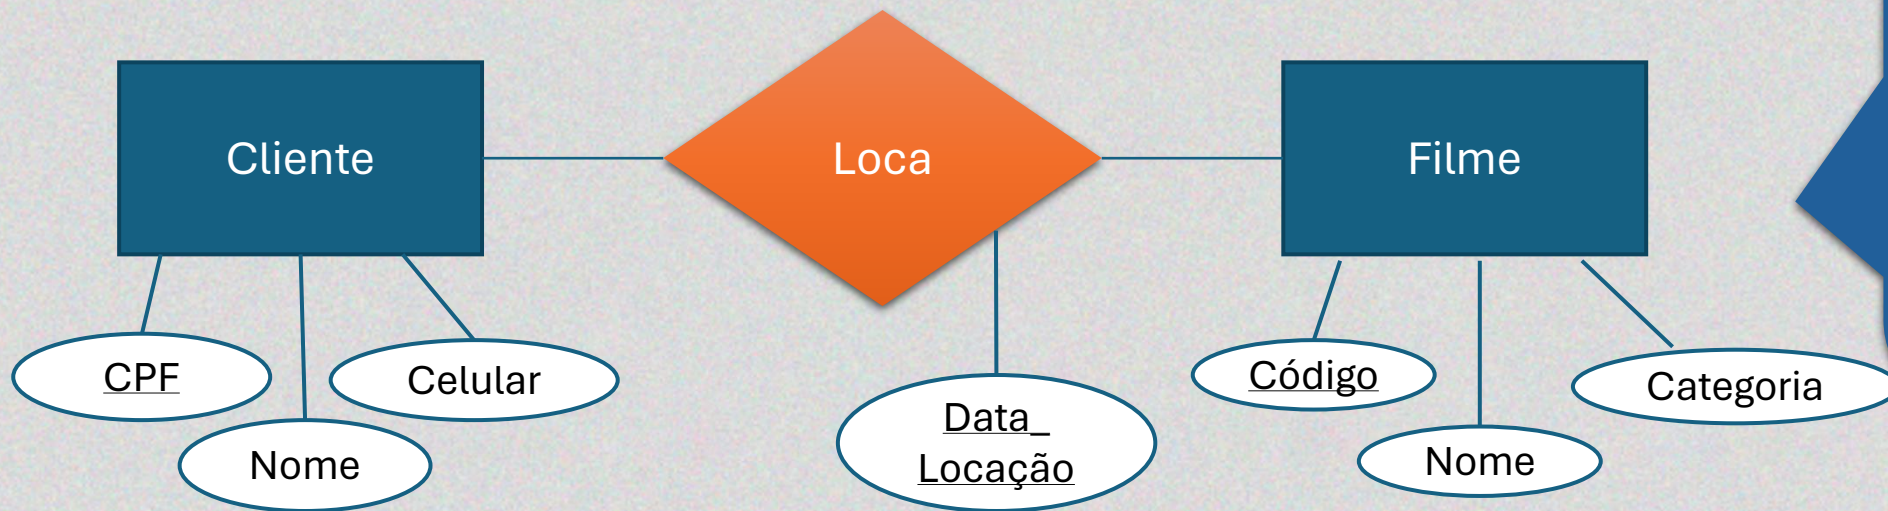 Cliente
Loca
Filme
CPF
Celular
Nome
Data_
Locação
Código
Categoria
Nome